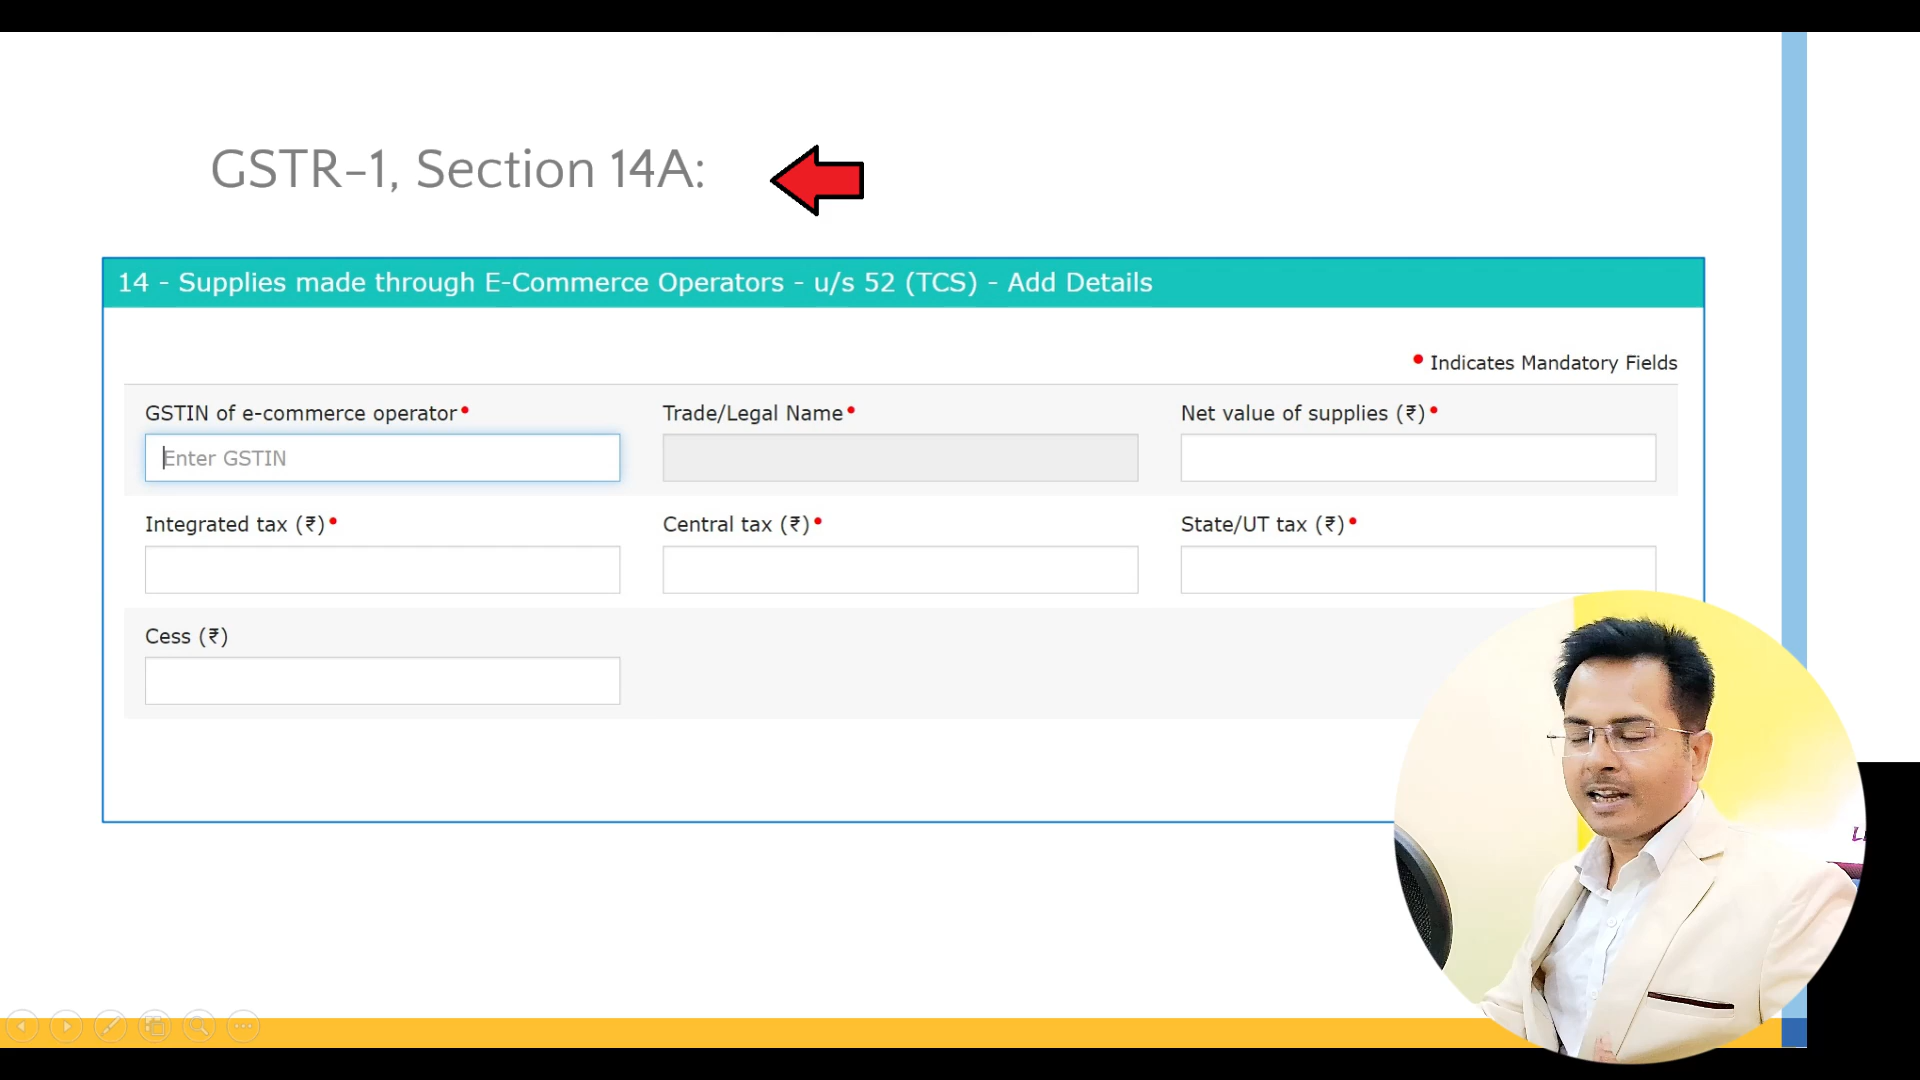 GSTR-1, Section 14A:
14 - Supplies made through E-Commerce Operators - u/s 52 (TCS) - Add Details
• Indicates Mandatory Fields
GSTIN of e-commerce operator• Trade/Legal Name• Net value of supplies (₹)•
Enter GSTIN
Integrated tax (₹)• Central tax (₹)• State/UT tax (₹)•
Cess (₹)